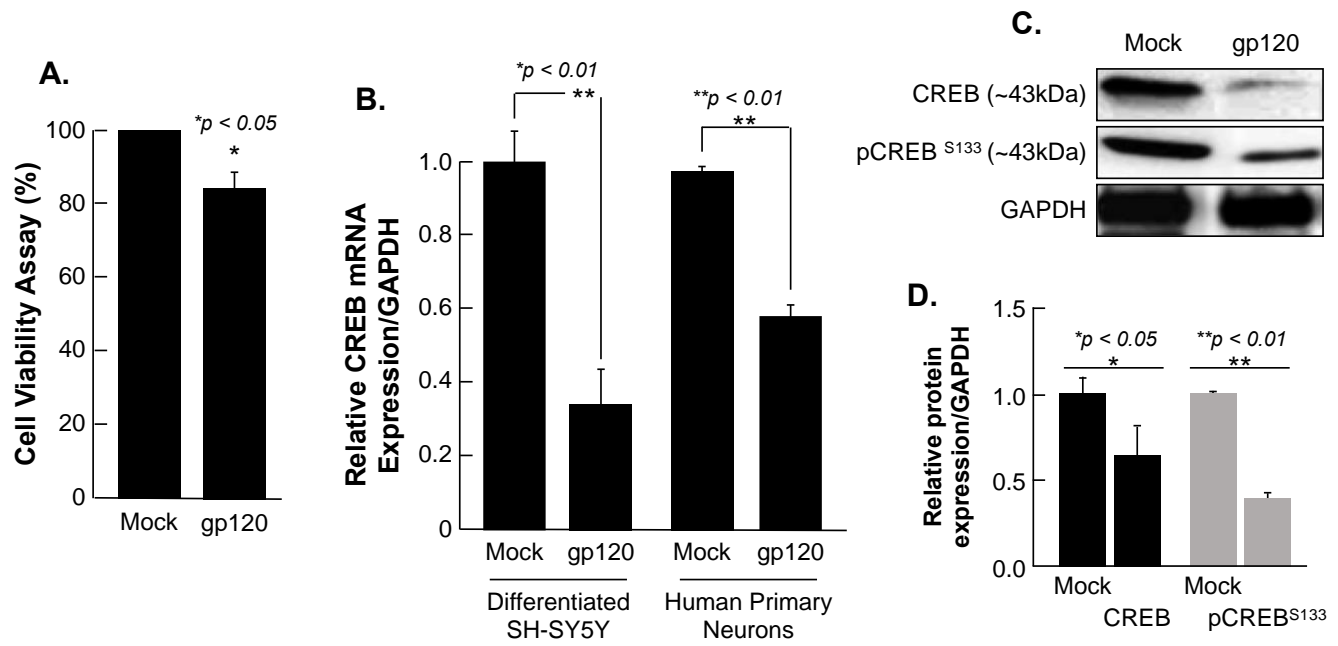 A.
*p < 0.05
*
Cell Viability Assay (%)
100
80
60
40
20
0
Mock gp120
B.
*p < 0.01
**
**p < 0.01
**
Relative CREB mRNA
Expression/GAPDH
1.0
0.8
0.6
0.4
0.2
0
Mock gp120 Mock gp120
Differentiated
SH-SY5Y
Human Primary
Neurons
C.
Mock gp120
CREB (~43kDa)
pCREB S133 (~43kDa)
GAPDH
D.
Relative protein
expression/GAPDH
1.5
1.0
0.5
0.0
*p < 0.05
*
**p < 0.01
**
Mock Mock
CREB pCREBS133